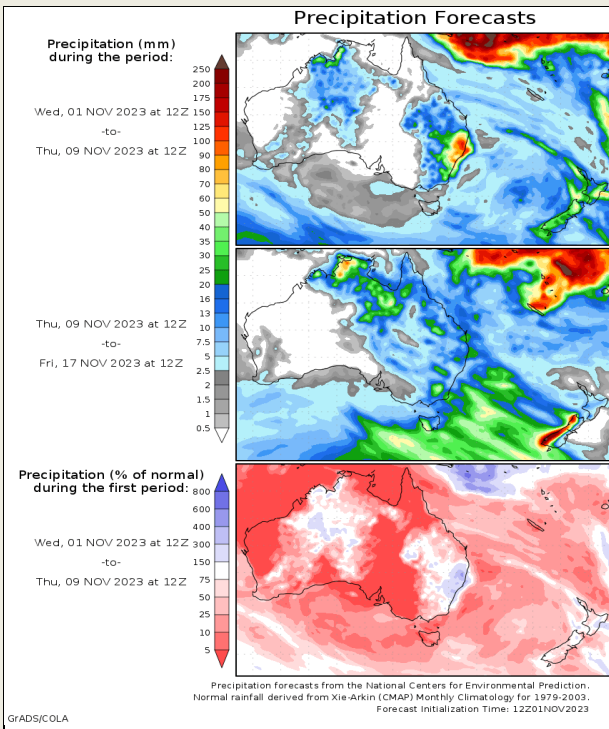 Precipitation Forecasts
Precipitation (mm)
during the period:
Wed, 01 NOV 2023 at 12Z
-to-
Thu, 09 NOV 2023 at 12Z
250
200
175
150
125
100
90
80
70
60
50
40
35
30
25
20
16
13
10
7.5
5
2.5
2
1.5
1
0.5
Thu, 09 NOV 2023 at 12Z
-to-
Fri, 17 NOV 2023 at 12Z
Precipitation (% of normal)
during the first period:
Wed, 01 NOV 2023 at 12Z
-to-
Thu, 09 NOV 2023 at 12Z
800
600
400
300
150
75
50
25
10
5
Precipitation forecasts from the National Centers for Environmental Prediction.
Normal rainfall derived from Xie-Arkin (CMAP) Monthly Climatology for 1979-2003.
Forecast Initialization Time: 12Z01NOV2023
GrADS/COLA